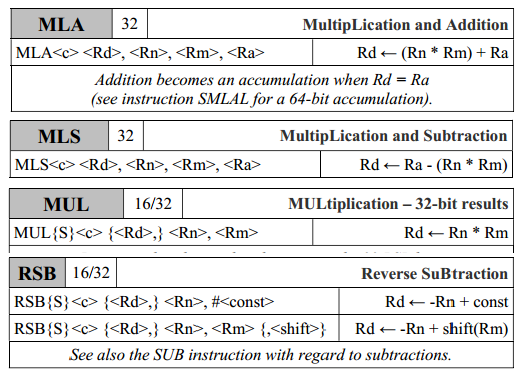 MLA 32 MultipLication and Addition
MLA<c> <Rd>, <Rn>, <Rm>, <Ra> Rd ← (Rn * Rm) + Ra
Addition becomes an accumulation when Rd = Ra
(see instruction SMLAL for a 64-bit accumulation).
MLS 32 MultipLication and Subtraction
MLS<c> <Rd>, <Rn>, <Rm>, <Ra> Rd ← Ra - (Rn * Rm)
MUL 16/32 MULtiplication – 32-bit results
MUL{S}<c> {<Rd>,} <Rn>, <Rm> Rd ← Rn * Rm
RSB 16/32 Reverse SuBtraction
RSB{S}<c> {<Rd>,} <Rn>, #<const> Rd ← -Rn + const
RSB{S}<c> {<Rd>,} <Rn>, <Rm> {,<shift>} Rd ← -Rn + shift(Rm)
See also the SUB instruction with regard to subtractions.